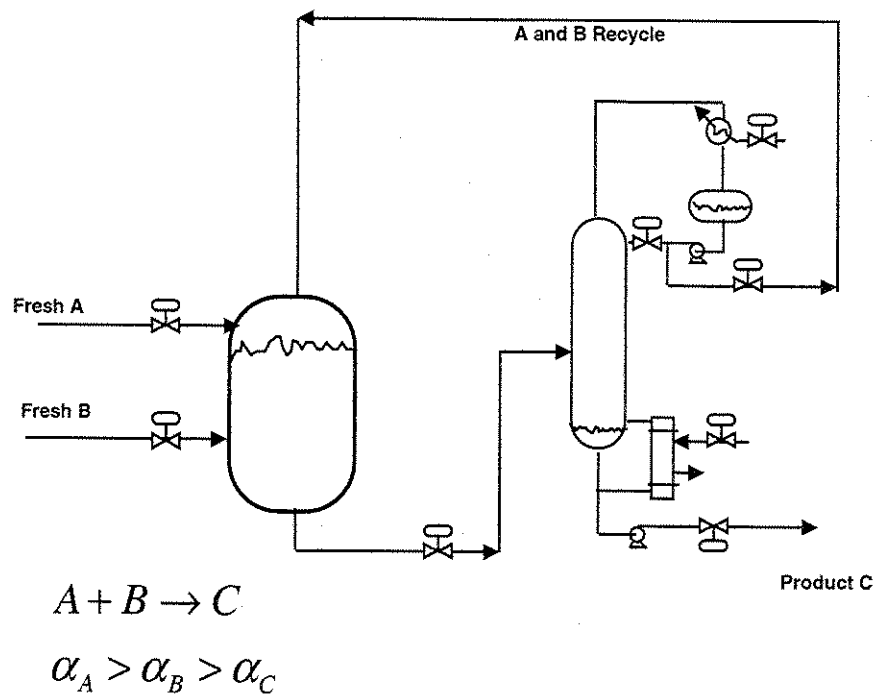 A and B Recycle
Fresh A
Fresh B
Product C
A + B → C
α_A > α_B > α_C